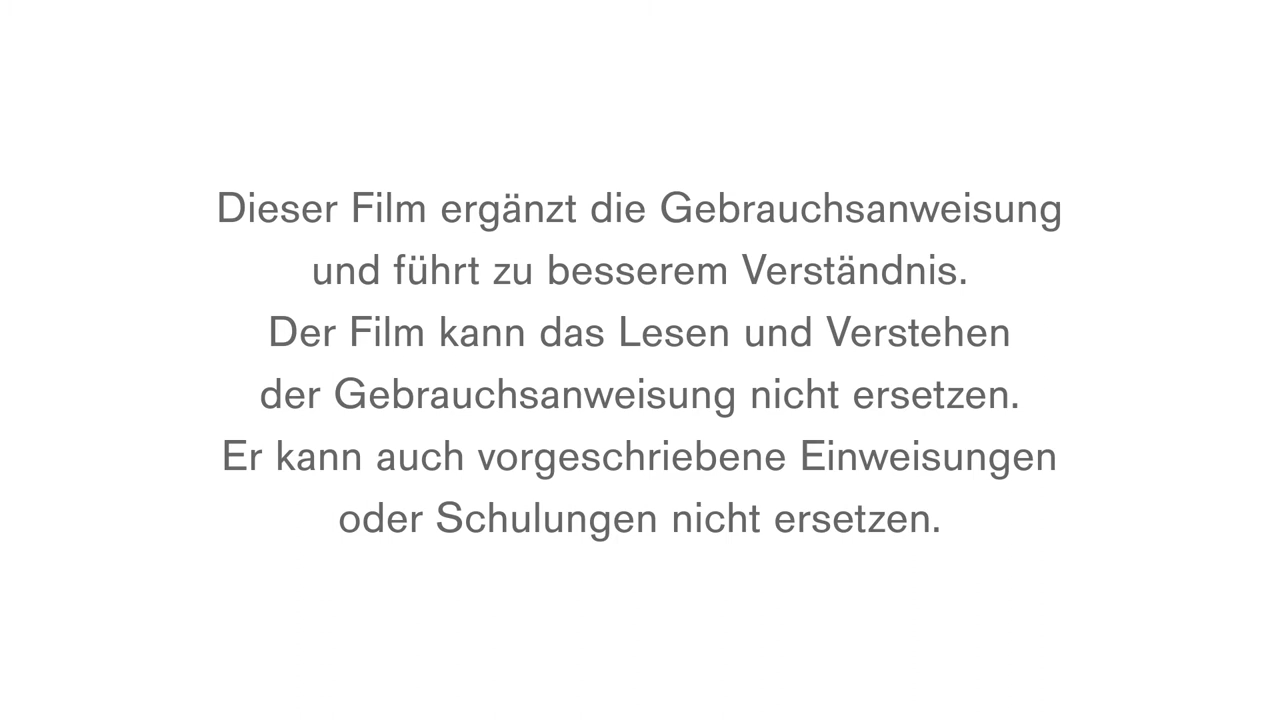 Dieser Film ergänzt die Gebrauchsanweisung
und führt zu besserem Verständnis.
Der Film kann das Lesen und Verstehen
der Gebrauchsanweisung nicht ersetzen.
Er kann auch vorgeschriebene Einweisungen
oder Schulungen nicht ersetzen.